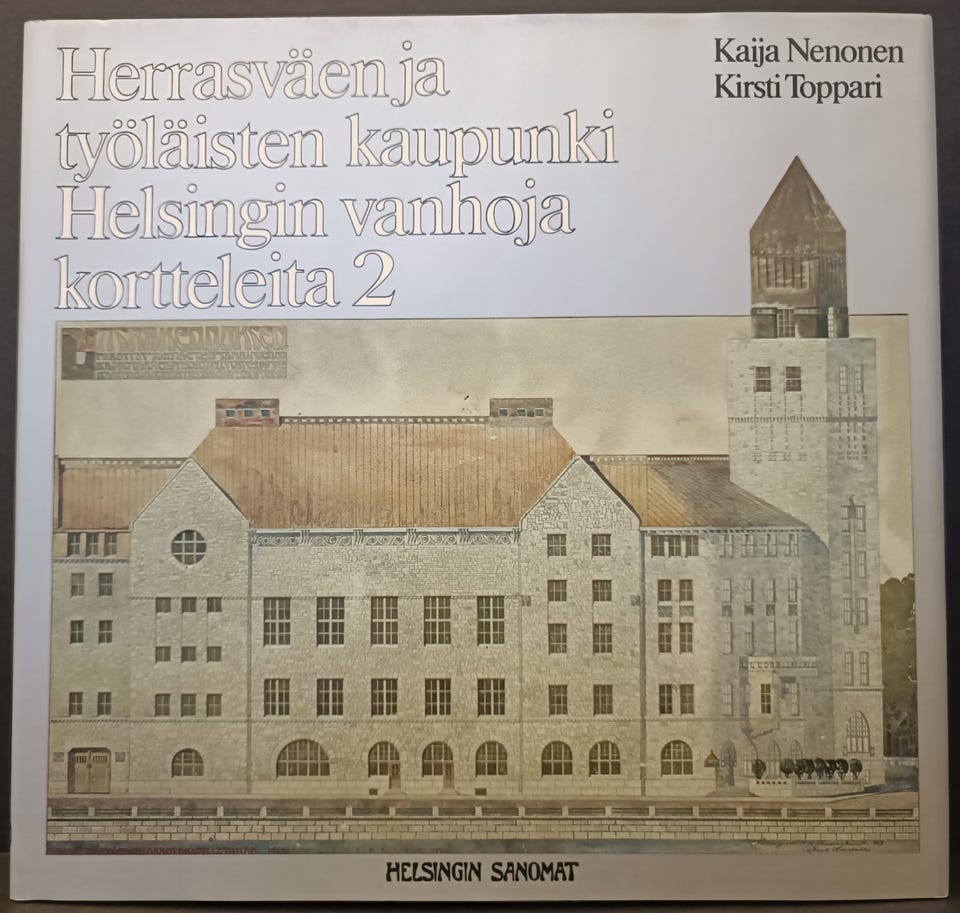 Herrasväen ja
työläisten kaupunki
Helsingin vanhoja
kortteleita 2
Kaija Nenonen
Kirsti Toppari
HELSINGIN SANOMAT